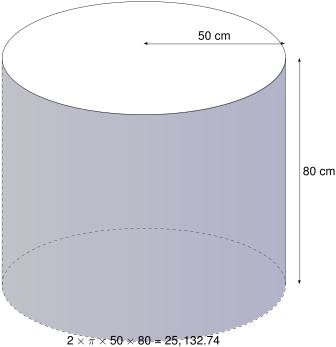 50 cm
80 cm
2 × π × 50 × 80 = 25, 132.74